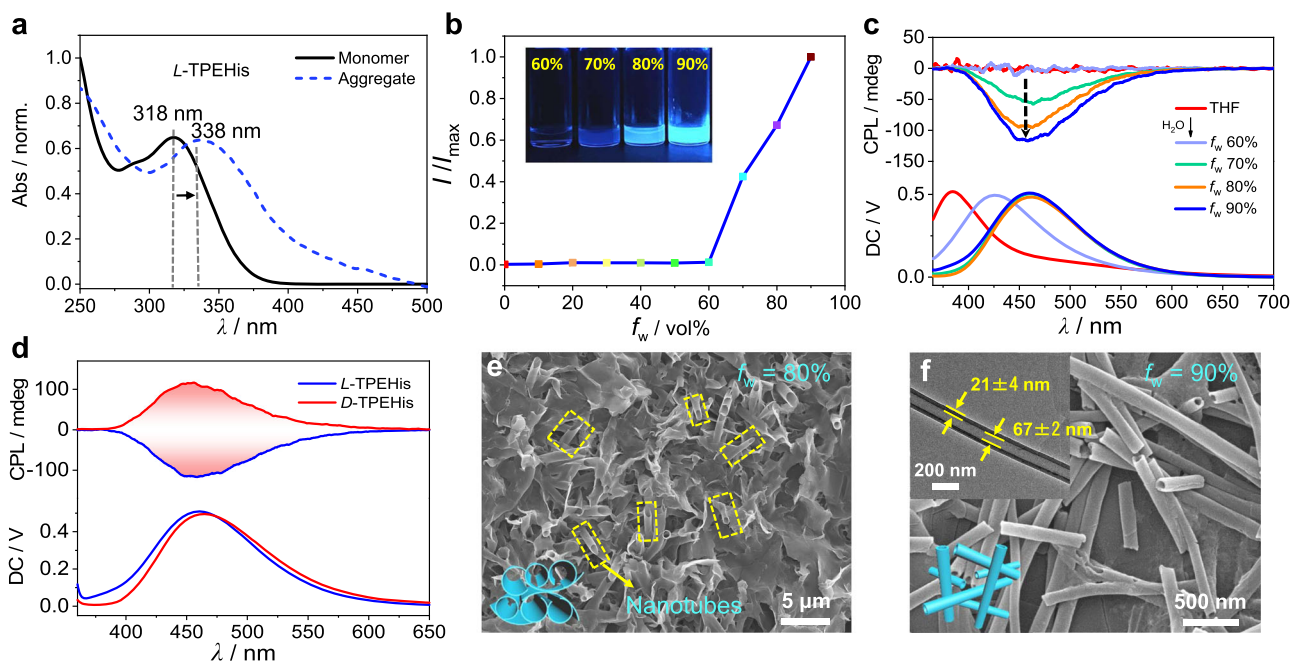 a
Abs / norm.
1.0
0.8
0.6
0.4
0.2
0.0
L-TPEHis
Monomer
Aggregate
318 nm
338 nm
250 300 350 400 450 500
λ / nm
b
I/Imax
1.0
0.8
0.6
0.4
0.2
0.0
60% 70% 80% 90%
0 20 40 60 80 100
fw / vol%
c
CPL / mdeg
50
0
-50
-100
-150
DC / V
0.5
0.0
THF
H2O
fw 60%
fw 70%
fw 80%
fw 90%
400 450 500 550 600 650 700
λ / nm
d
CPL / mdeg
100
0
-100
DC / V
0.4
0.2
0.0
L-TPEHis
D-TPEHis
400 450 500 550 600 650
λ / nm
e
fw = 80%
Nanotubes
5 μm
f
fw = 90%
21±4 nm
67±2 nm
200 nm
500 nm